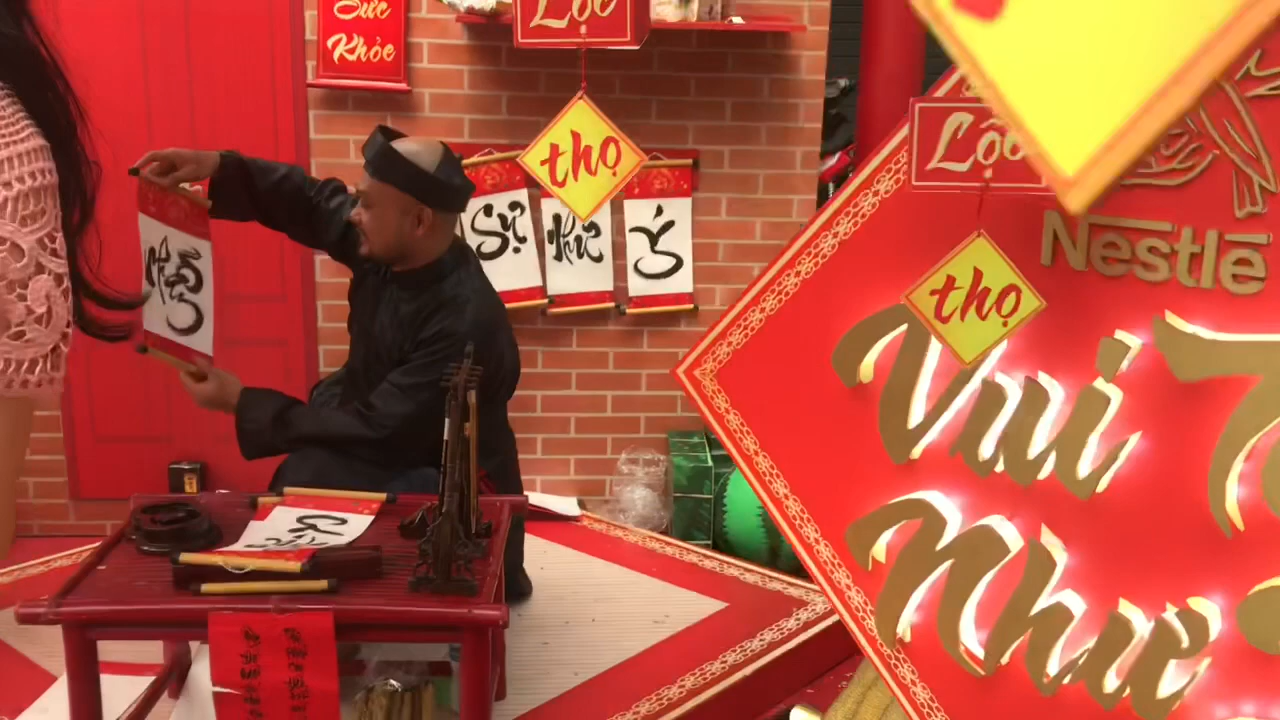 Sức
Khỏe
Lộc
thọ
Sự
Như
Ý
Lộc
Nestlē
thọ
Vui
Như